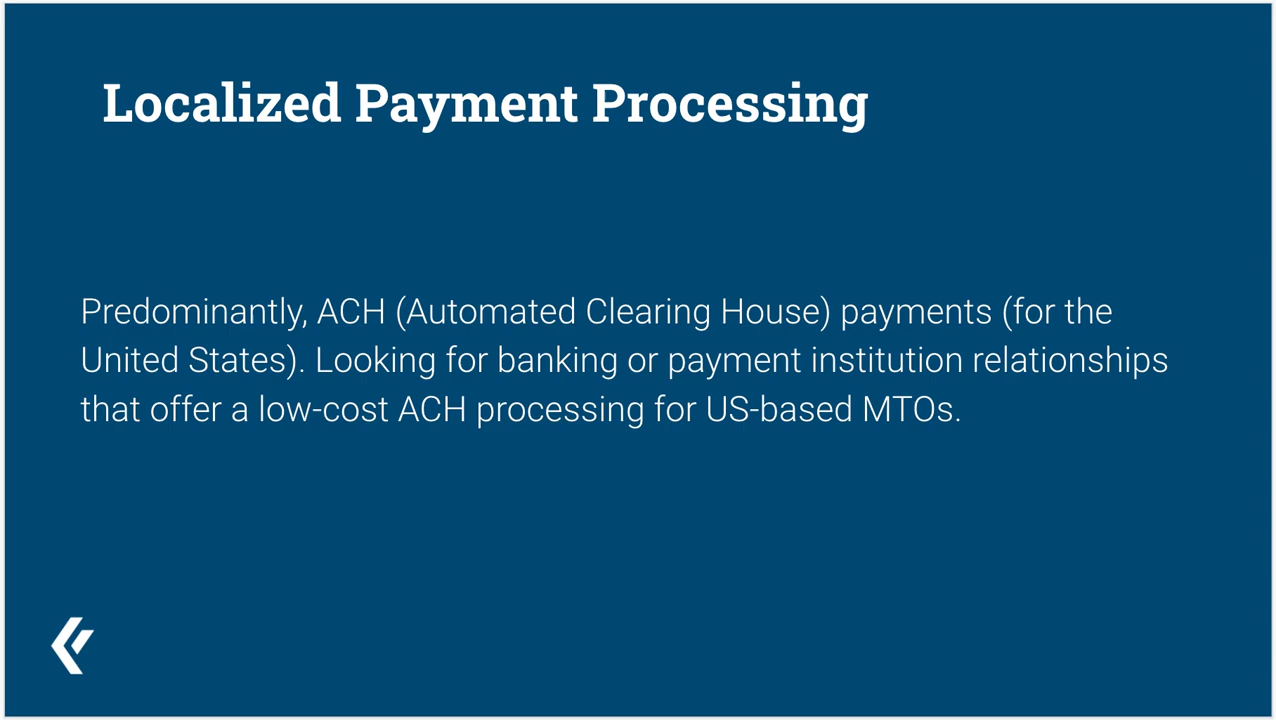 Localized Payment Processing
Predominantly, ACH (Automated Clearing House) payments (for the
United States). Looking for banking or payment institution relationships
that offer a low-cost ACH processing for US-based MTOs.